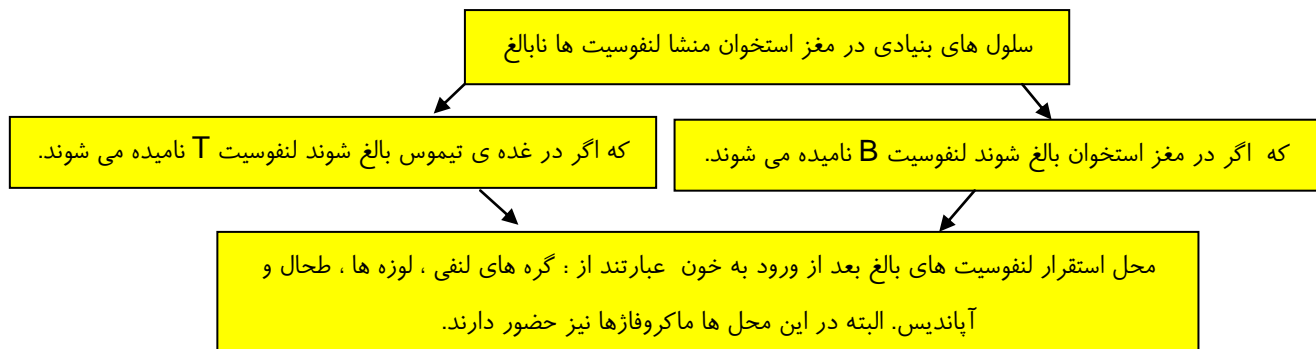 سلول های بنیادی در مغز استخوان منشا لنفوسیت ها نابالغ
که اگر در مغز استخوان بالغ شوند لنفوسیت B نامیده می شوند.
که اگر در غده ی تیموس بالغ شوند لنفوسیت T نامیده می شوند.
محل استقرار لنفوسیت های بالغ بعد از ورود به خون عبارتند از : گره های لنفی ، لوزه ها ، طحال و
آپاندیس. البته در این محل ها ماکروفاژها نیز حضور دارند.